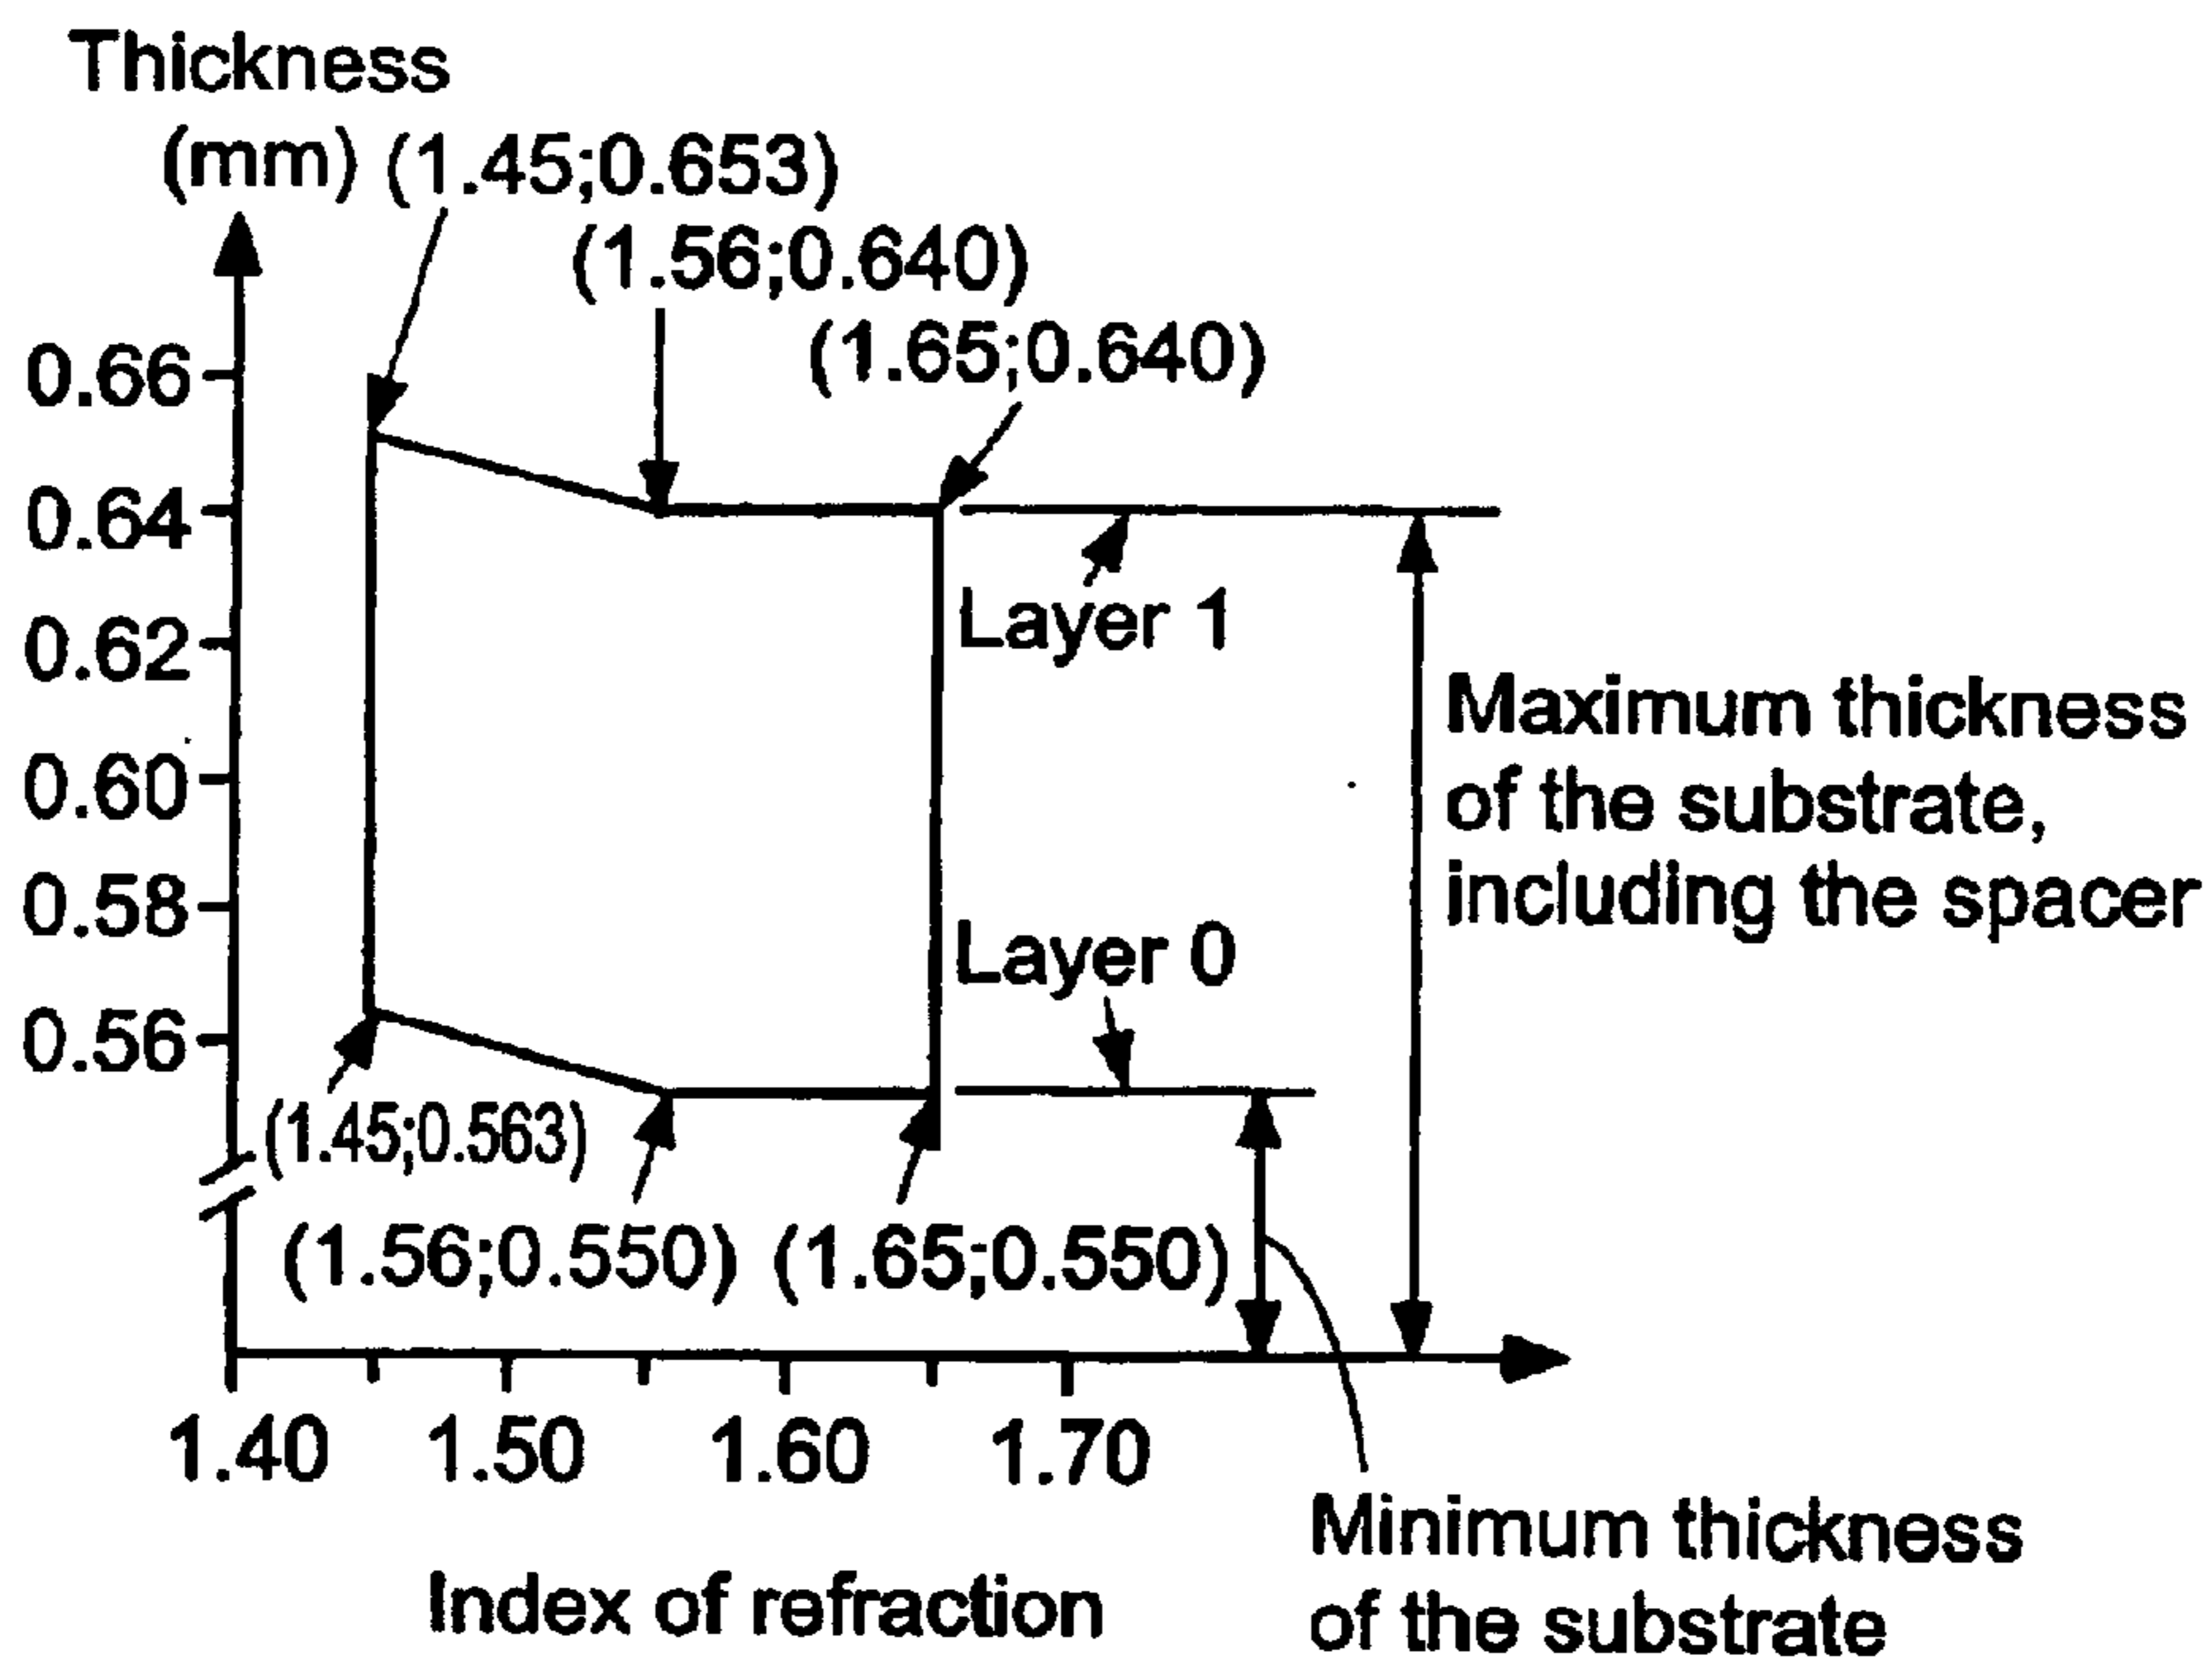 Thickness
(mm) (1.45;0.653)
(1.56;0.640)
(1.65;0.640)
0.66
0.64
0.62
0.60
0.58
0.56
Layer 1
Maximum thickness
of the substrate,
including the spacer
Layer 0
(1.45;0.563)
(1.56;0.550) (1.65;0.550)
1.40 1.50 1.60 1.70
Index of refraction
Minimum thickness
of the substrate